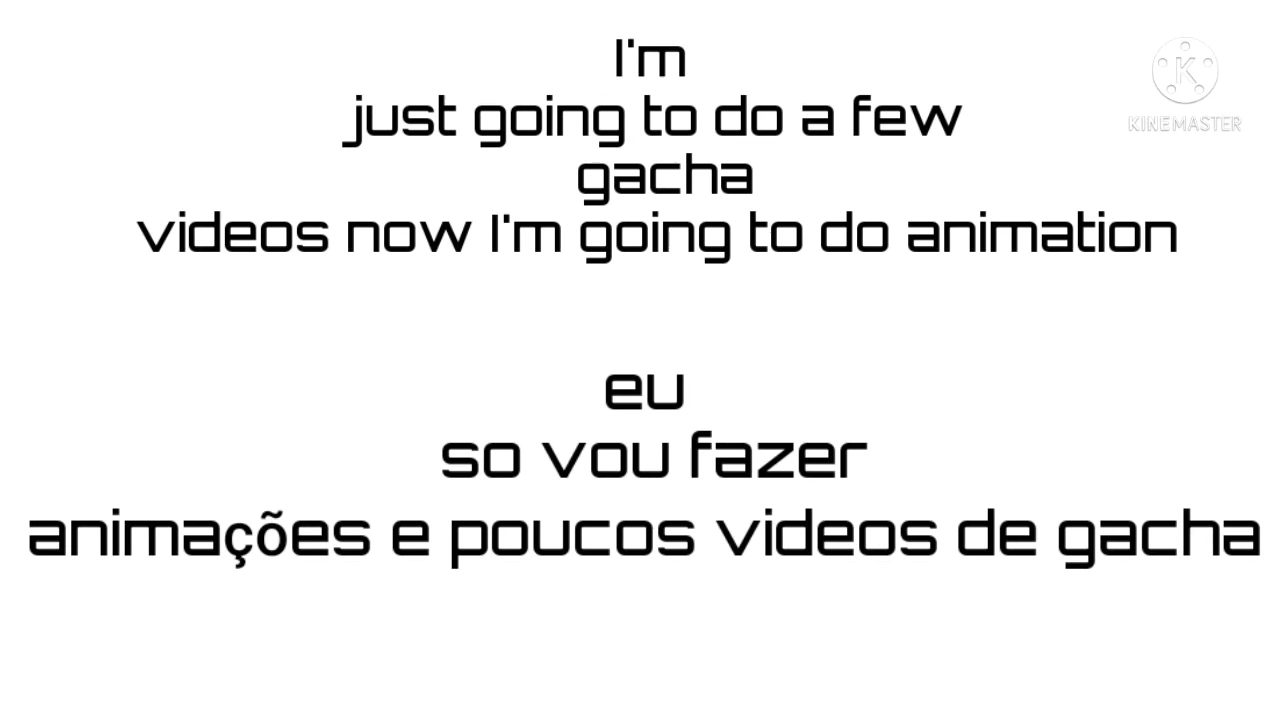 I'm
just going to do a few
gacha
videos now I'm going to do animation
eu
so vou fazer
animações e poucos videos de gacha
K
KINEMASTER